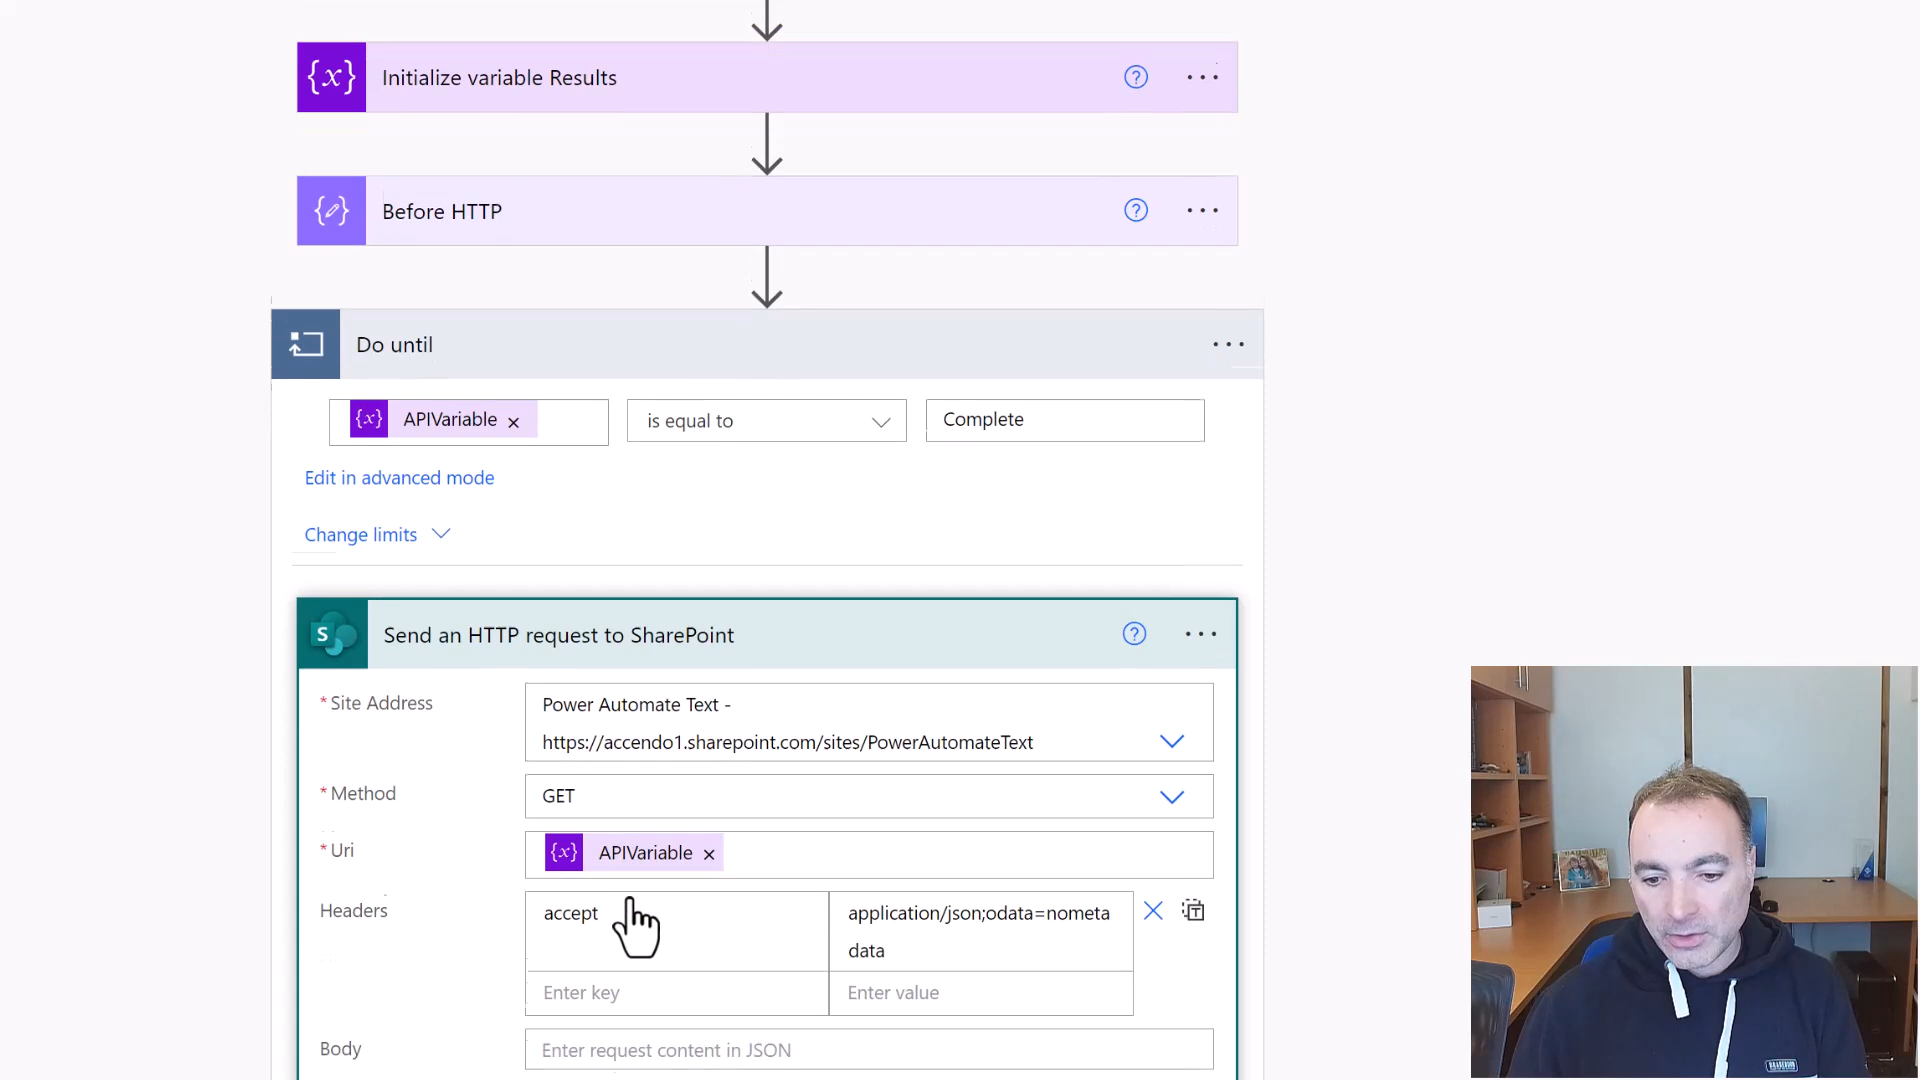 {x} Initialize variable Results ? ...
Before HTTP ? ...
Do until ...
{x} APIVariable × is equal to Complete
Edit in advanced mode
Change limits
S Send an HTTP request to SharePoint ? ...
* Site Address Power Automate Text -
https://accendo1.sharepoint.com/sites/PowerAutomateText
* Method GET
* Uri {x} APIVariable ×
Headers accept application/json;odata=nometa
data
Enter key Enter value
Body Enter request content in JSON